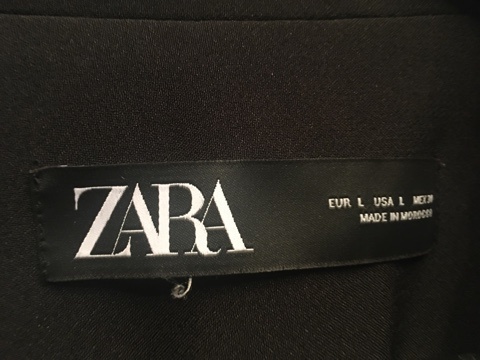 ZARA
EUR L USA L MEX
MADE IN MOROCCO